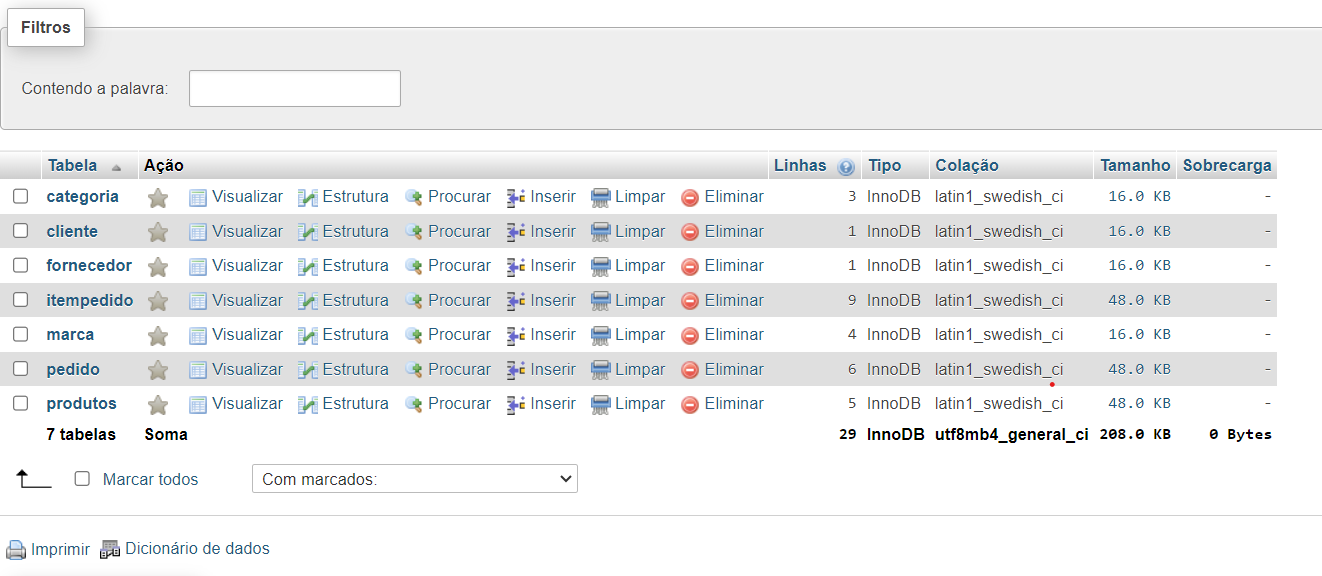 Filtros
Contendo a palavra:
Tabela Ação Linhas Tipo Colação Tamanho Sobrecarga
categoria Visualizar Estrutura Procurar Inserir Limpar Eliminar 3 InnoDB latin1_swedish_ci 16.0 KB -
cliente Visualizar Estrutura Procurar Inserir Limpar Eliminar 1 InnoDB latin1_swedish_ci 16.0 KB -
fornecedor Visualizar Estrutura Procurar Inserir Limpar Eliminar 1 InnoDB latin1_swedish_ci 16.0 KB -
itempedido Visualizar Estrutura Procurar Inserir Limpar Eliminar 9 InnoDB latin1_swedish_ci 48.0 KB -
marca Visualizar Estrutura Procurar Inserir Limpar Eliminar 4 InnoDB latin1_swedish_ci 16.0 KB -
pedido Visualizar Estrutura Procurar Inserir Limpar Eliminar 6 InnoDB latin1_swedish_ci 48.0 KB -
produtos Visualizar Estrutura Procurar Inserir Limpar Eliminar 5 InnoDB latin1_swedish_ci 48.0 KB -
7 tabelas Soma 29 InnoDB utf8mb4_general_ci 208.0 KB 0 Bytes
Marcar todos Com marcados:
Imprimir Dicionário de dados